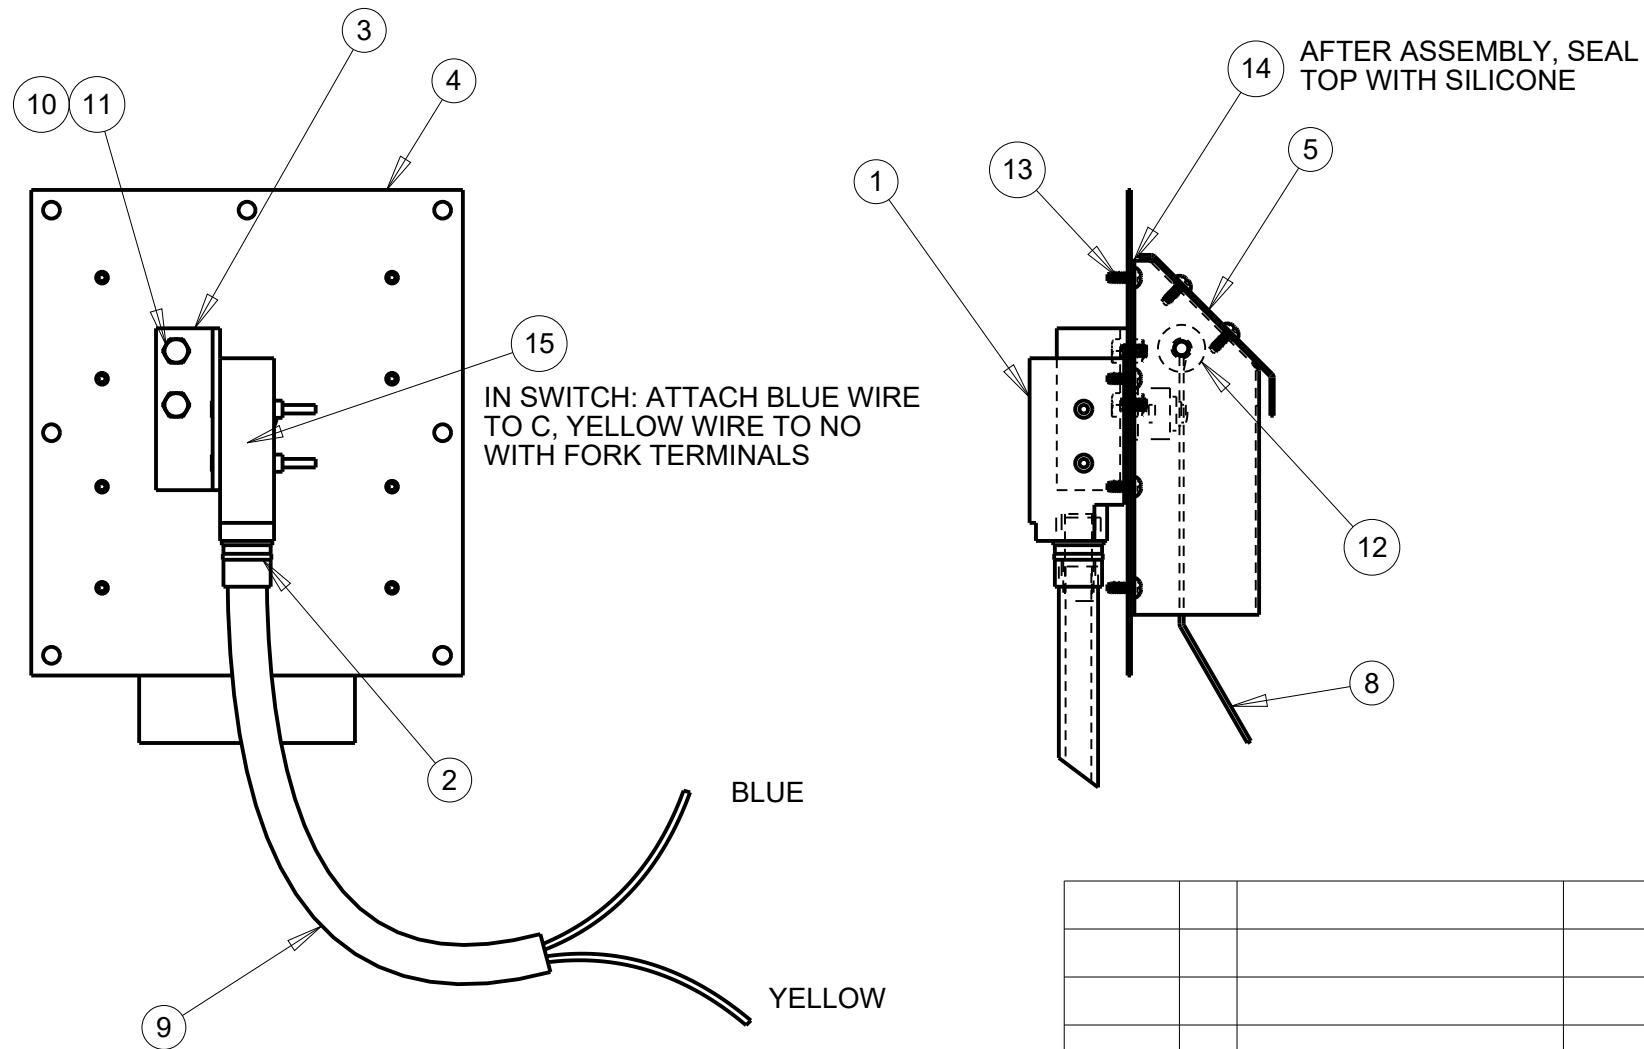 3
4
10 11
14
AFTER ASSEMBLY, SEAL
TOP WITH SILICONE
5
13
1
15
IN SWITCH: ATTACH BLUE WIRE
TO C, YELLOW WIRE TO NO
WITH FORK TERMINALS
12
8
2
BLUE
YELLOW
9